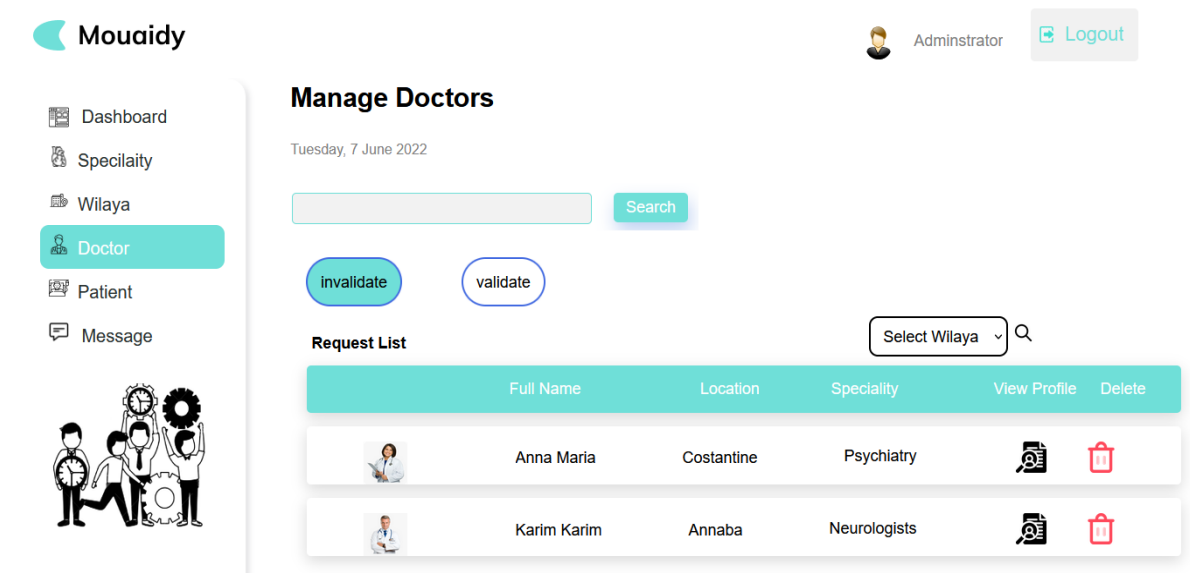 Mouaidy
Adminstrator
Logout
Dashboard
Specilaity
Wilaya
Doctor
Patient
Message
Manage Doctors
Tuesday, 7 June 2022
Search
invalidate validate
Request List
Select Wilaya
Full Name Location Speciality View Profile Delete
Anna Maria Costantine Psychiatry
Karim Karim Annaba Neurologists